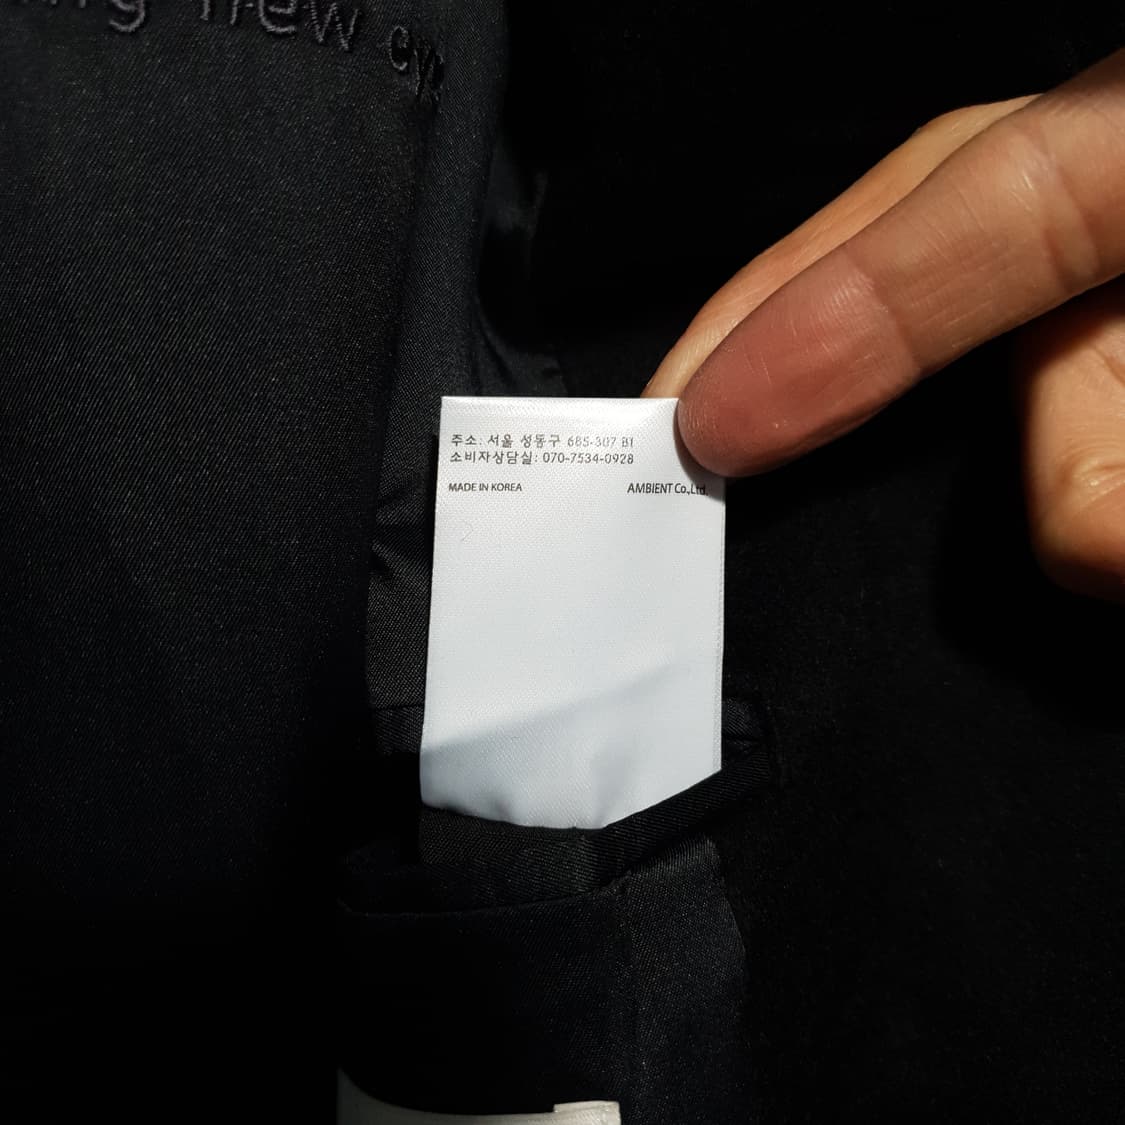 new
주소: 서울 성동구 685-307 B1
소비자상담실: 070-7534-0928
MADE IN KOREA AMBIENT Co.,Ltd.